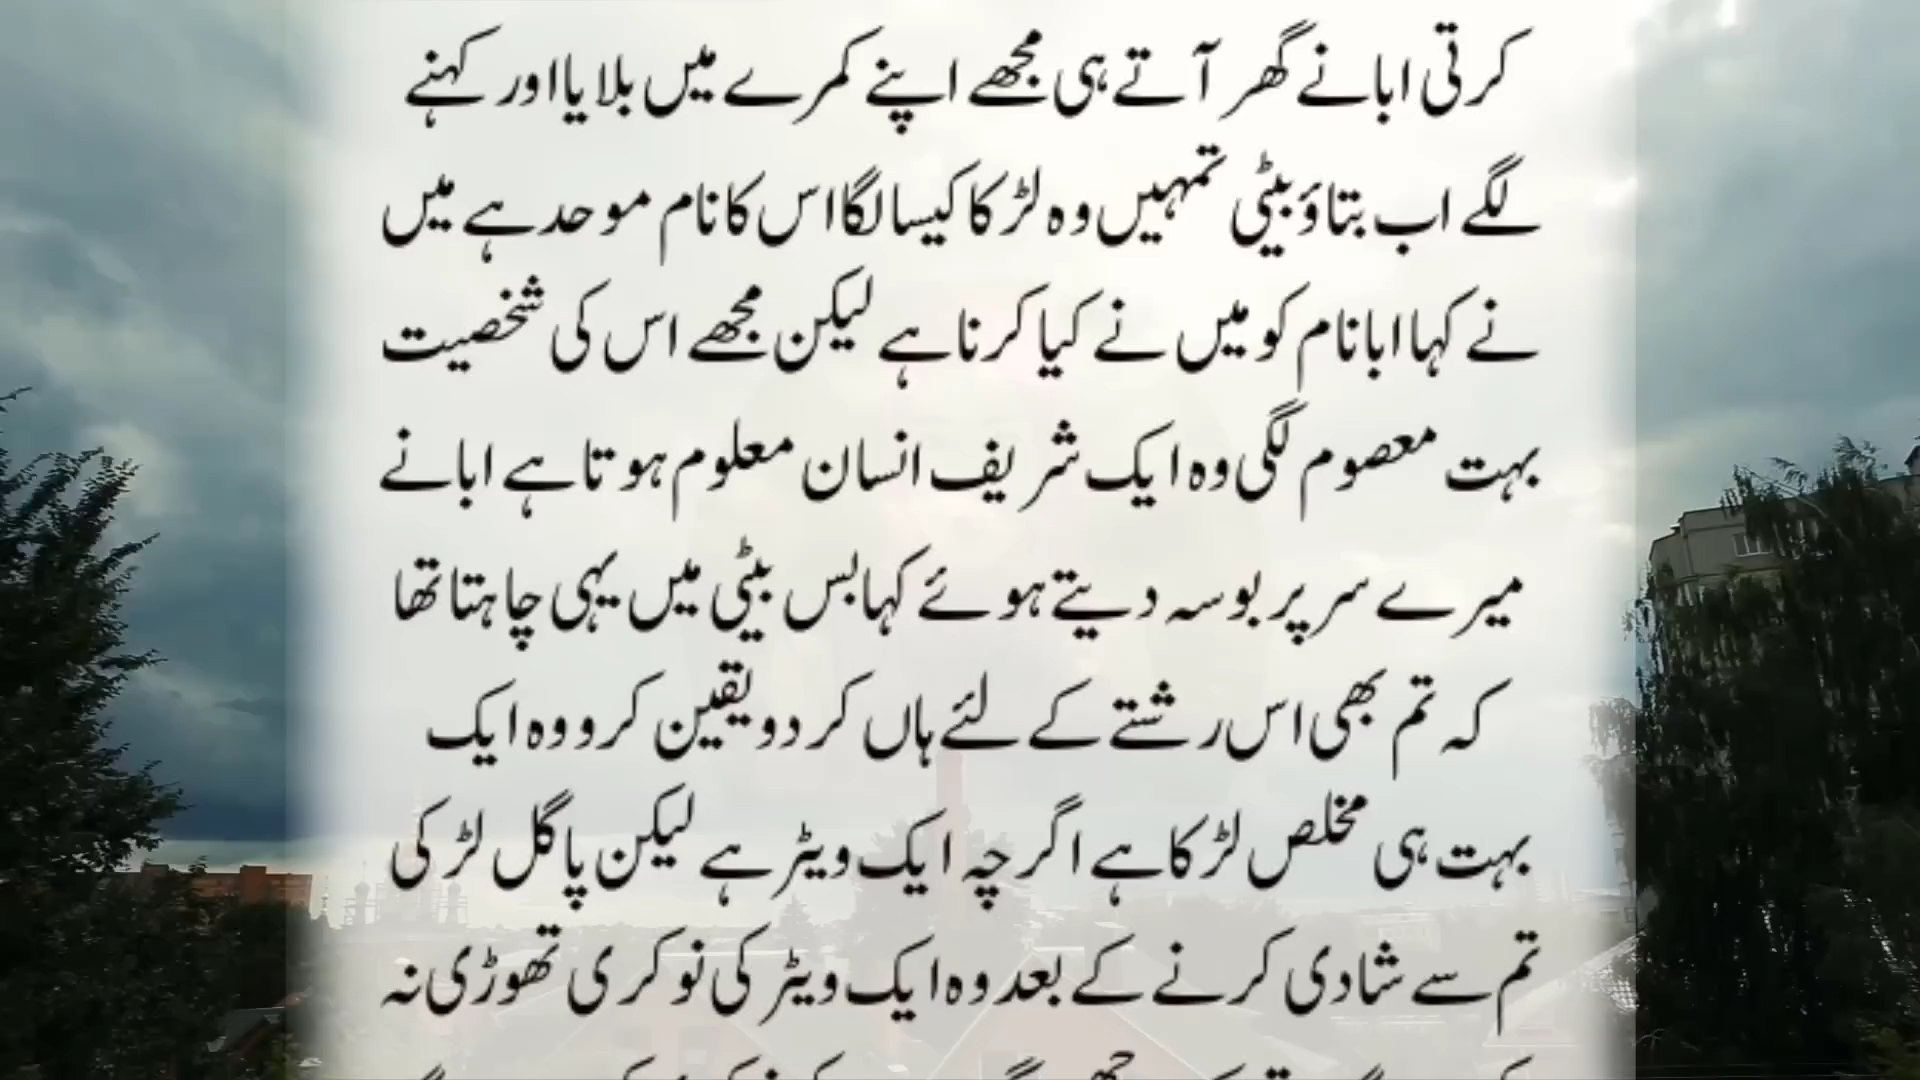 کرتی ابا نے گھر آتے ہی مجھے اپنے کمرے میں بلایا اور کہنے
لگے اب بتاؤ بیٹی تمہیں وہ لڑکا کیسا لگا اس کا نام موحد ہے میں
نے کہا ابا نام کو میں نے کیا کرنا ہے لیکن مجھے اس کی شخصیت
بہت معصوم لگی وہ ایک شریف انسان معلوم ہوتا ہے ابا نے
میرے سر پر بوسہ دیتے ہوئے کہا بس بیٹی میں یہی چاہتا تھا
کہ تم بھی اس رشتے کے لئے ہاں کر دو یقین کرو وہ ایک
بہت ہی مخلص لڑکا ہے اگرچہ ایک ویٹر ہے لیکن پاگل لڑکی
تم سے شادی کرنے کے بعد وہ ایک ویٹر کی نوکری تھوڑی نہ